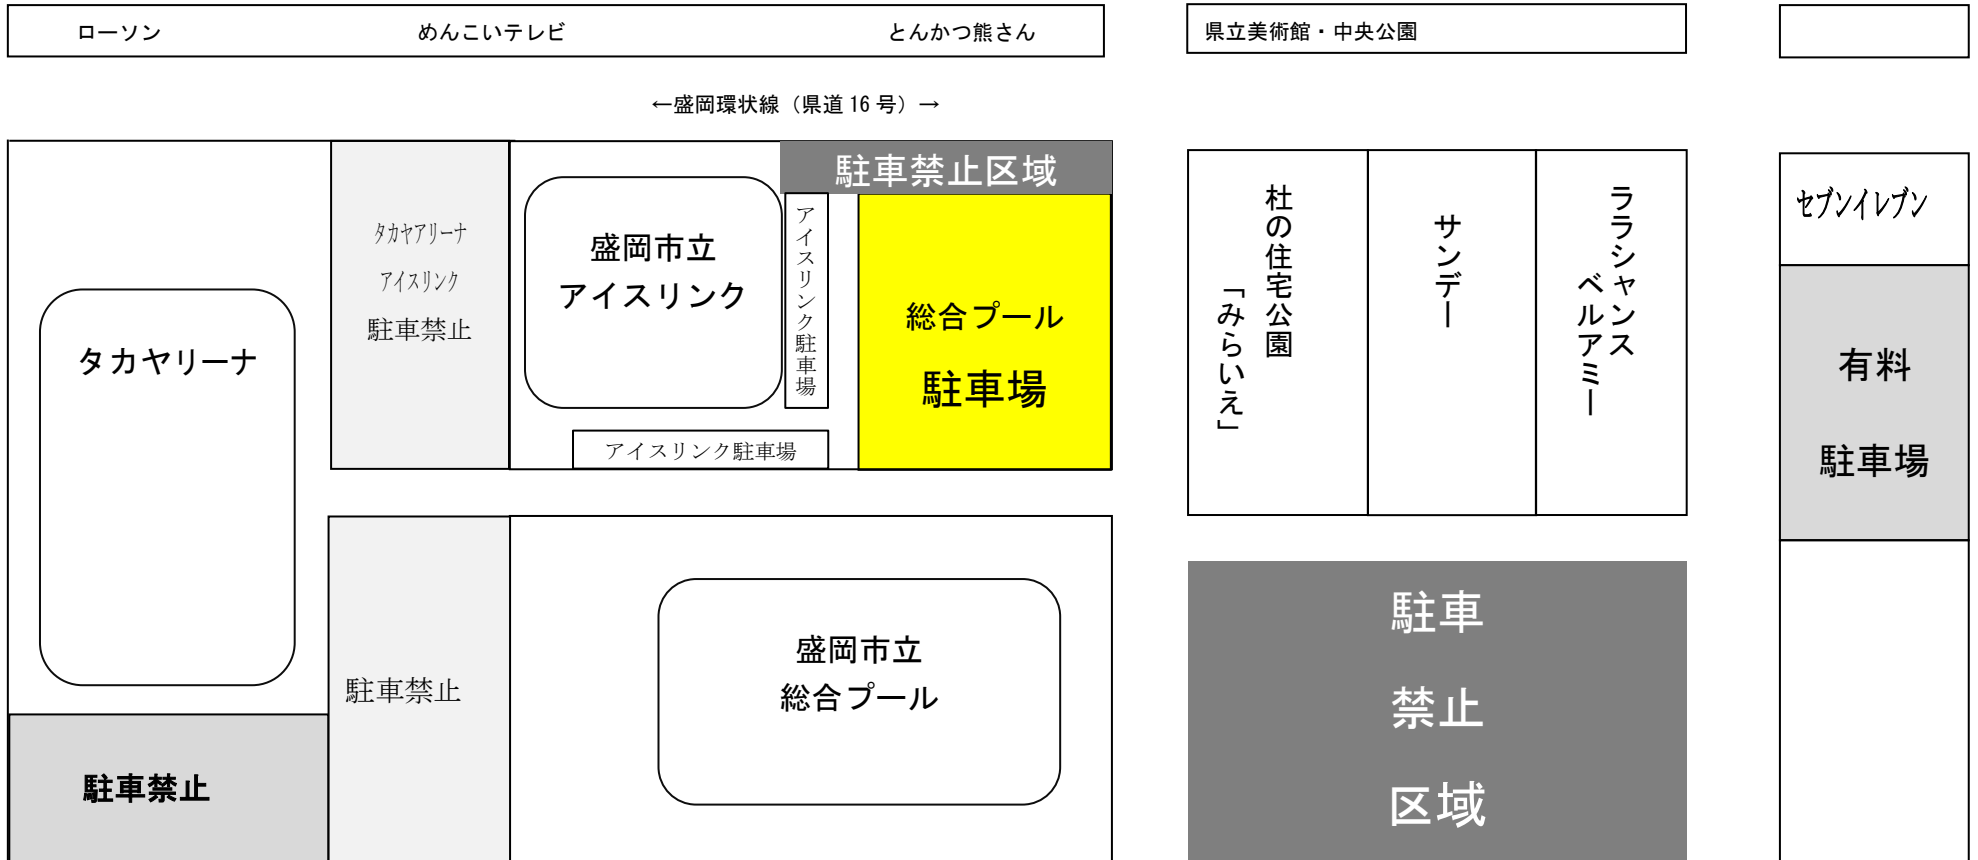 ローソン
めんこいテレビ
とんかつ熊さん
県立美術館・中央公園
←盛岡環状線（県道16号）→
タカヤリーナ
駐車禁止
タカヤアリーナ
アイスリンク
駐車禁止
盛岡市立
アイスリンク
駐車禁止区域
アイスリンク駐車場
アイスリンク駐車場
総合プール
駐車場
駐車禁止
盛岡市立
総合プール
杜の住宅公園
「みらいえ」
サンデー
ララシャンス
ベルアミー
駐車
禁止
区域
セブンイレブン
有料
駐車場